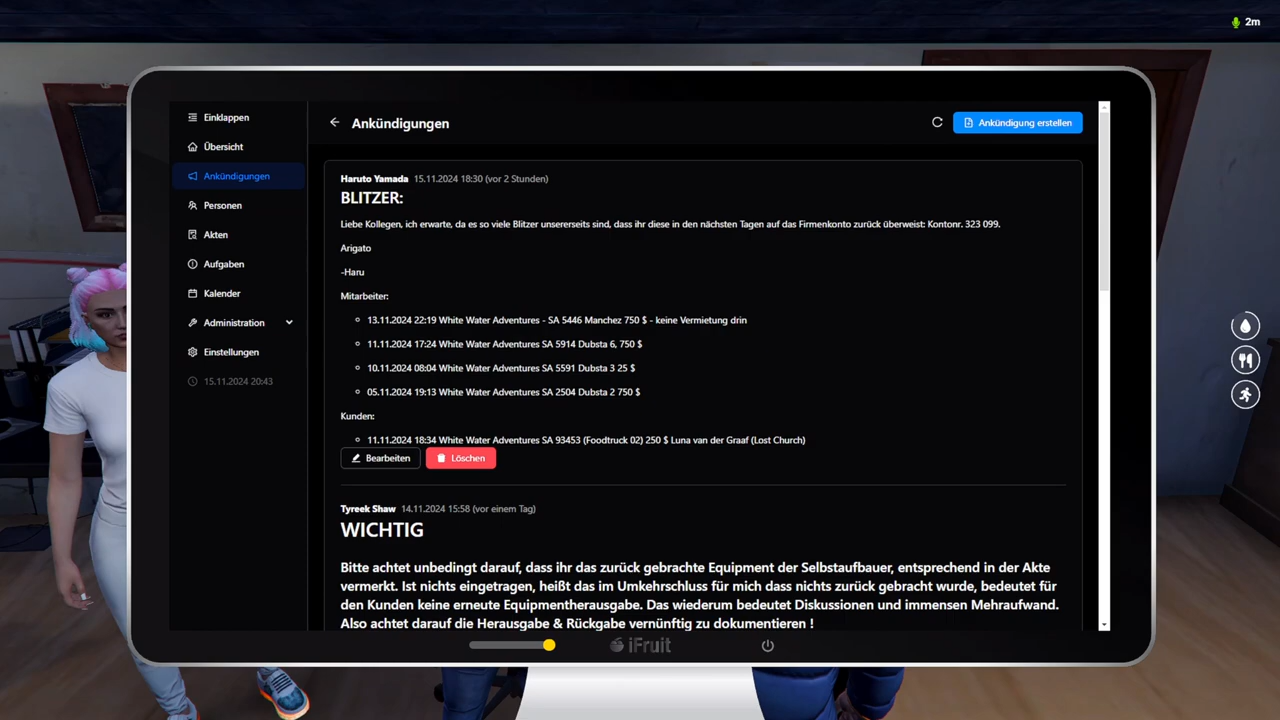 2m
Einklappen
Übersicht
Ankündigungen
Personen
Akten
Aufgaben
Kalender
Administration
Einstellungen
15.11.2024 20:43
Ankündigungen
Ankündigung erstellen
Haruto Yamada 15.11.2024 18:30 (vor 2 Stunden)
BLITZER:
Liebe Kollegen, ich erwarte, da es so viele Blitzer unsererseits sind, dass ihr diese in den nächsten Tagen auf das Firmenkonto zurück überweist: Kontonr. 323 099.
Arigato
-Haru
Mitarbeiter:
13.11.2024 22:19 White Water Adventures - SA 5446 Manchez 750 $ - keine Vermietung drin
11.11.2024 17:24 White Water Adventures SA 5914 Dubsta 6, 750 $
10.11.2024 08:04 White Water Adventures SA 5591 Dubsta 3 25 $
05.11.2024 19:13 White Water Adventures SA 2504 Dubsta 2 750 $
Kunden:
11.11.2024 18:34 White Water Adventures SA 93453 (Foodtruck 02) 250 $ Luna van der Graaf (Lost Church)
Bearbeiten
Löschen
Tyreek Shaw 14.11.2024 15:58 (vor einem Tag)
WICHTIG
Bitte achtet unbedingt darauf, dass ihr das zurück gebrachte Equipment der Selbstaufbauer, entsprechend in der Akte
vermerkt. Ist nichts eingetragen, heißt das im Umkehrschluss für mich dass nichts zurück gebracht wurde, bedeutet für
den Kunden keine erneute Equipmentherausgabe. Das wiederum bedeutet Diskussionen und immensen Mehraufwand.
Also achtet darauf die Herausgabe & Rückgabe vernünftig zu dokumentieren !
iFruit